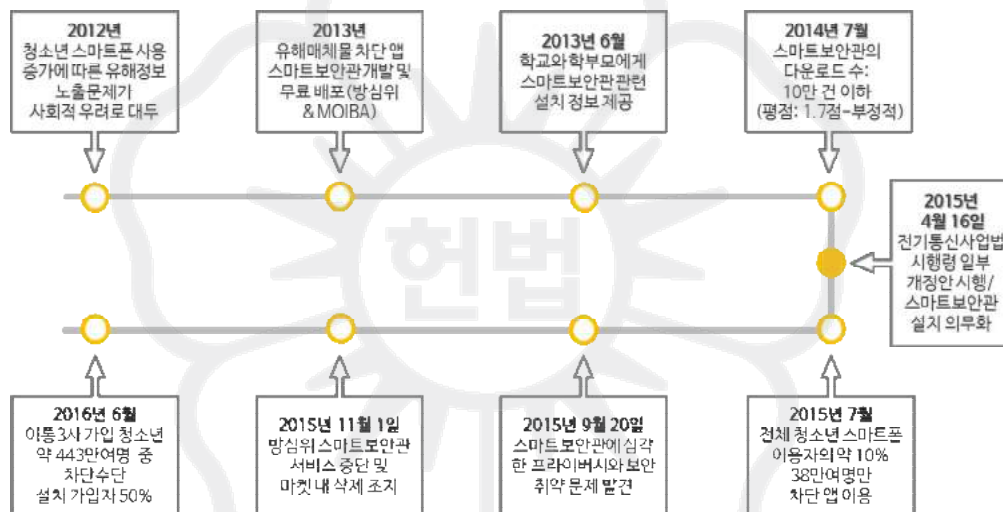 2012년
청소년 스마트폰 사용
증가에 따른 유해정보
노출문제가
사회적 우려로 대두
2013년
유해매체물 차단 앱
스마트보안관개발 및
무료 배포(방심위
& MOIBA)
2013년 6월
학교와 학부모에게
스마트보안관 관련
설치 정보 제공
2014년 7월
스마트보안관의
다운로드 수:
10만 건 이하
(평점: 1.7점-부정적)
2015년
4월 16일
전기통신사업법
시행령 일부
개정안 시행/
스마트보안관
설치 의무화
헌법
2016년 6월
이통3사 가입 청소년
약 443만여명 중
차단수단
설치 가입자 50%
2015년 11월 1일
방심위 스마트보안관
서비스 중단 및
마켓 내 삭제 조치
2015년 9월 20일
스마트보안관에 심각
한 프라이버시와 보안
취약 문제 발견
2015년 7월
전체 청소년 스마트폰
이용자의 약 10%
38만여명만
차단 앱 이용